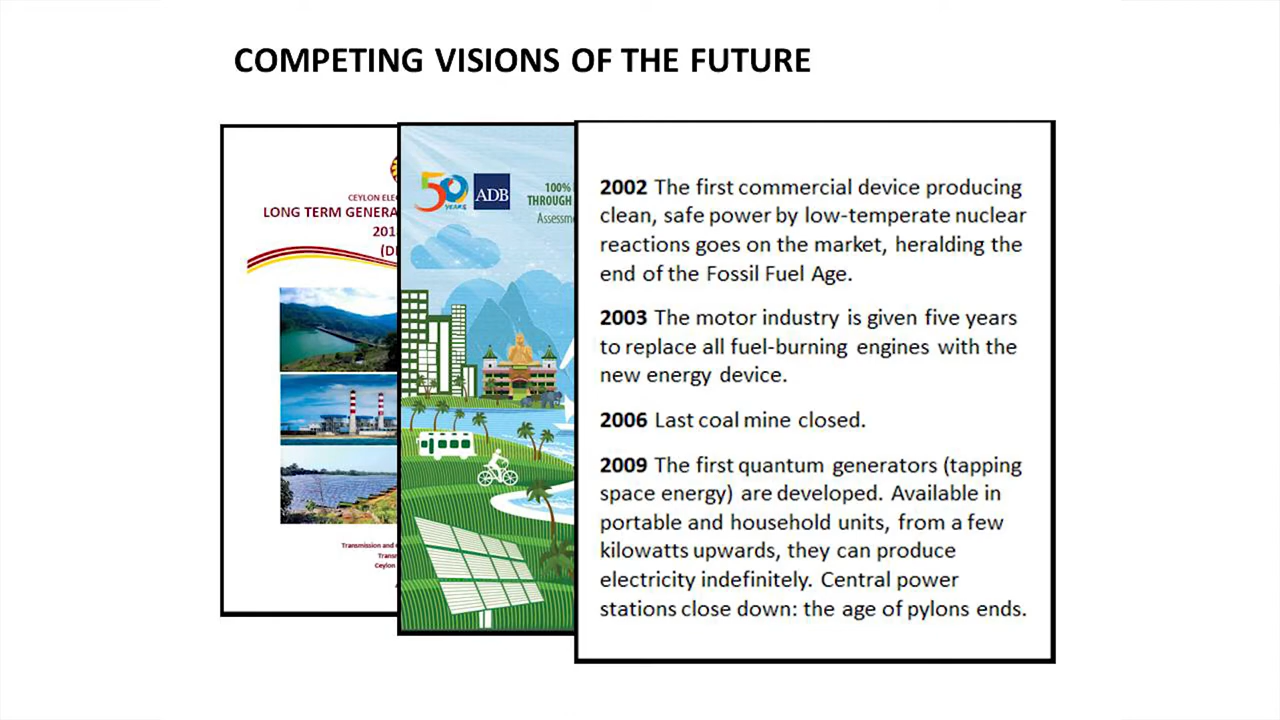 COMPETING VISIONS OF THE FUTURE
CEYLON
LONG TERM
50
YEARS
ADB
100%
THROUGH
2002 The first commercial device producing
clean, safe power by low-temperate nuclear
reactions goes on the market, heralding the
end of the Fossil Fuel Age.
2003 The motor industry is given five years
to replace all fuel-burning engines with the
new energy device.
2006 Last coal mine closed.
2009 The first quantum generators (tapping
space energy) are developed. Available in
portable and household units, from a few
kilowatts upwards, they can produce
electricity indefinitely. Central power
stations close down: the age of pylons ends.
Transmission and
Ceylon